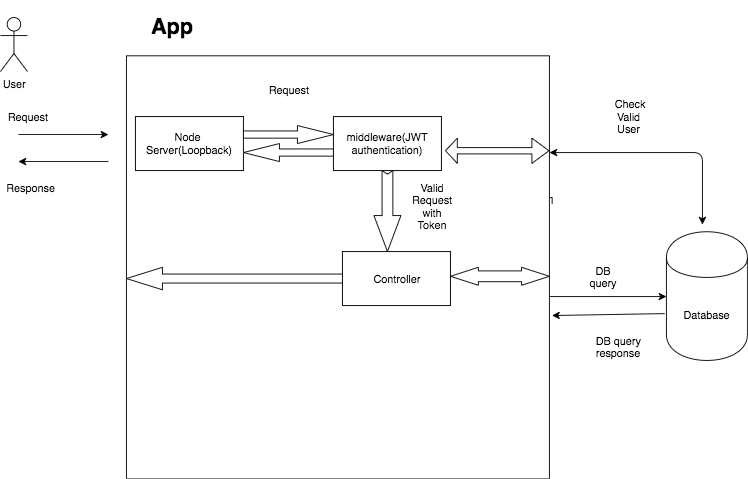 App
User
Request
Response
Request
Node
Server(Loopback)
middleware(JWT
authentication)
Valid
Request
with
Token
Controller
Check
Valid
User
DB
query
Database
DB query
response